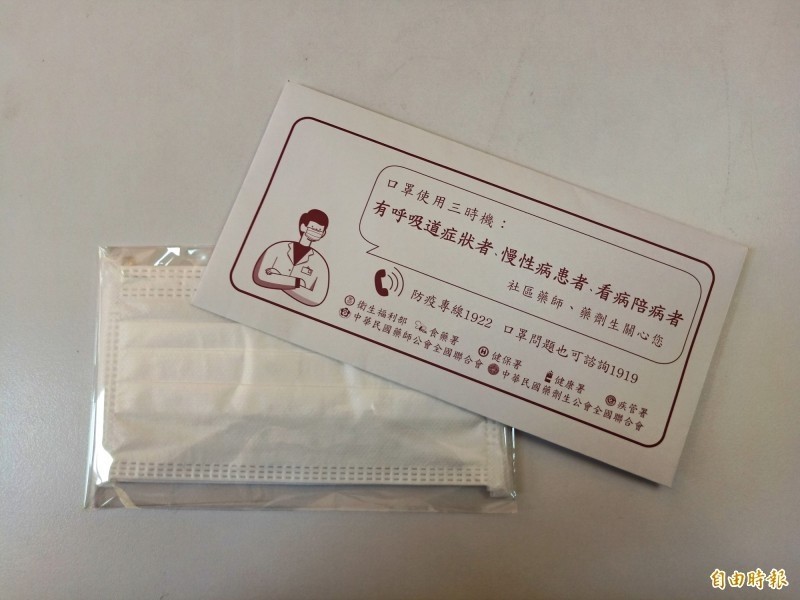 口罩使用三時機：
有呼吸道症狀者、慢性病患者、看病陪病者
社區藥師、藥劑生關心您
防疫專線1922 口罩問題也可諮詢1919
衛生福利部 食藥署 健保署 健康署 疾管署
中華民國藥師公會全國聯合會 中華民國藥劑生公會全國聯合會
自由時報